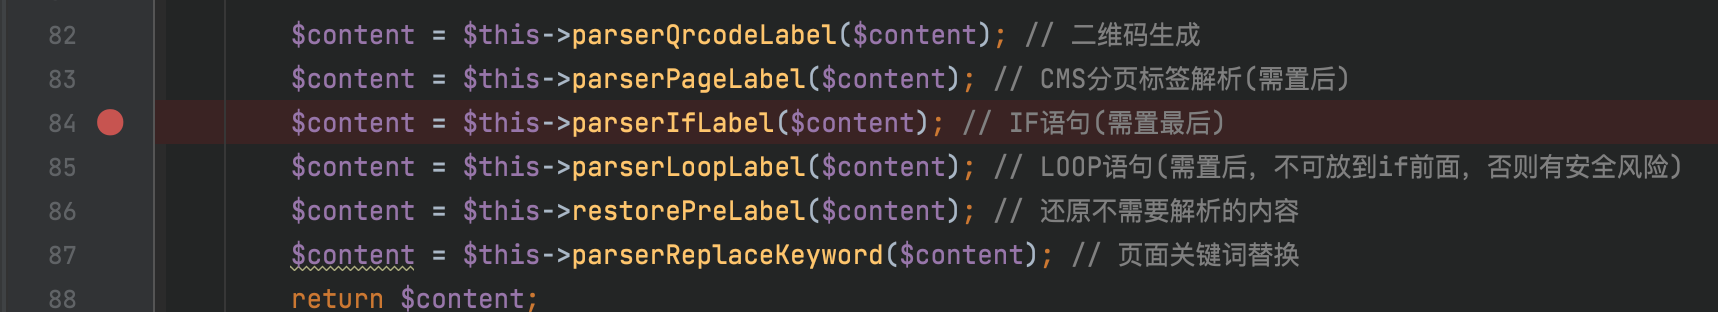 82 $content = $this->parserQrcodeLabel($content); // 二维码生成
83 $content = $this->parserPageLabel($content); // CMS分页标签解析(需置后)
84 $content = $this->parserIfLabel($content); // IF语句(需置最后)
85 $content = $this->parserLoopLabel($content); // LOOP语句(需置后，不可放到if前面，否则有安全风险)
86 $content = $this->restorePreLabel($content); // 还原不需要解析的内容
87 $content = $this->parserReplaceKeyword($content); // 页面关键词替换
88 return $content;